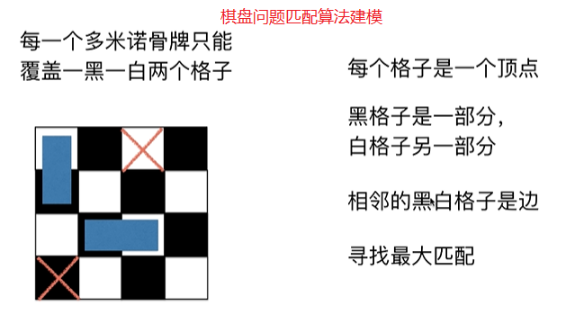 棋盘问题匹配算法建模
每一个多米诺骨牌只能
覆盖一黑一白两个格子
每个格子是一个顶点
黑格子是一部分，
白格子另一部分
相邻的黑白格子是边
寻找最大匹配